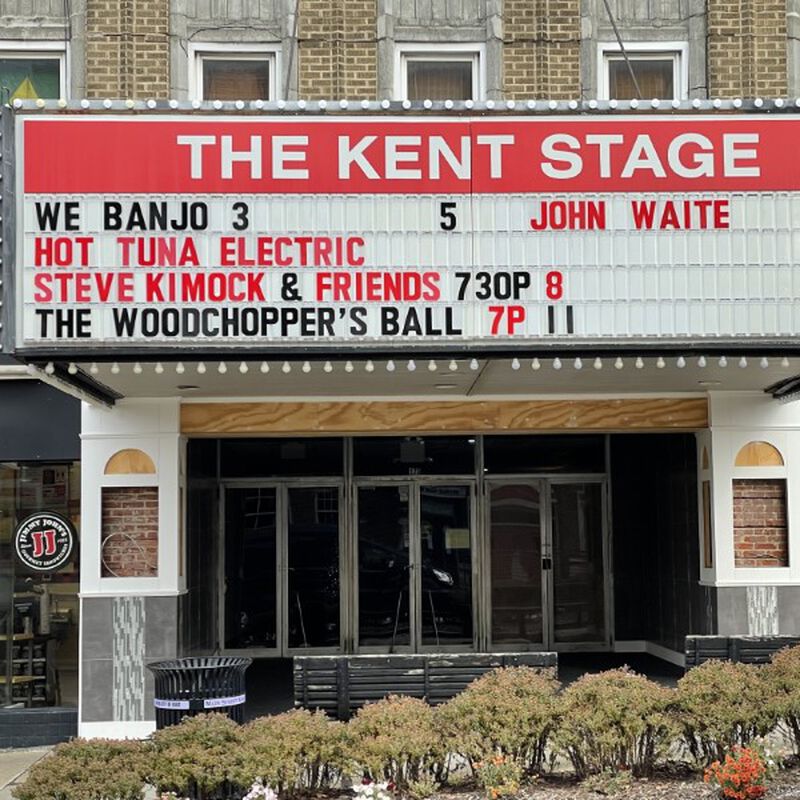 THE KENT STAGE
WE BANJO 3 5 JOHN WAITE
HOT TUNA ELECTRIC
STEVE KIMOCK & FRIENDS 730P 8
THE WOODCHOPPER'S BALL 7P 11
175
JIMMY JOHN'S
JJ